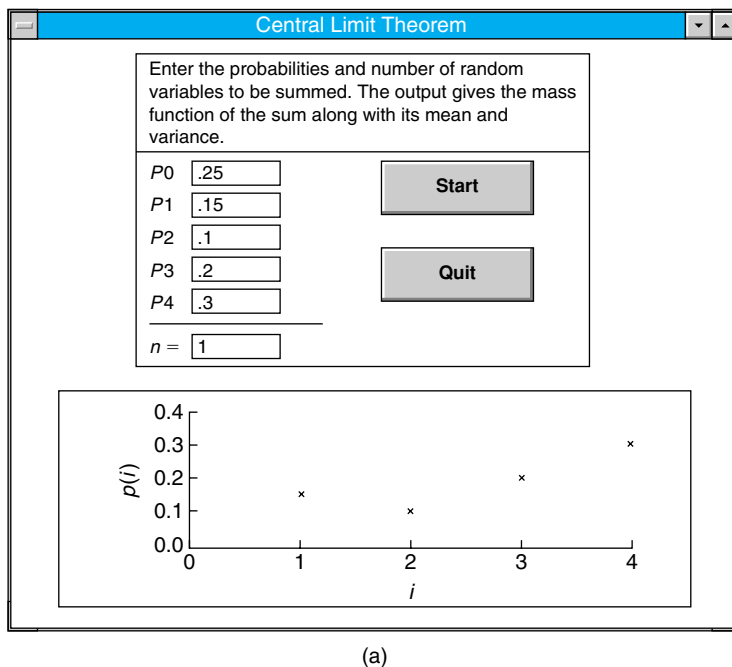 Central Limit Theorem
Enter the probabilities and number of random
variables to be summed. The output gives the mass
function of the sum along with its mean and
variance.
P0 .25
P1 .15
P2 .1
P3 .2
P4 .3
n = 1
Start
Quit
0.4
0.3
0.2
0.1
0.0
p(i)
0 1 2 3 4
i
(a)